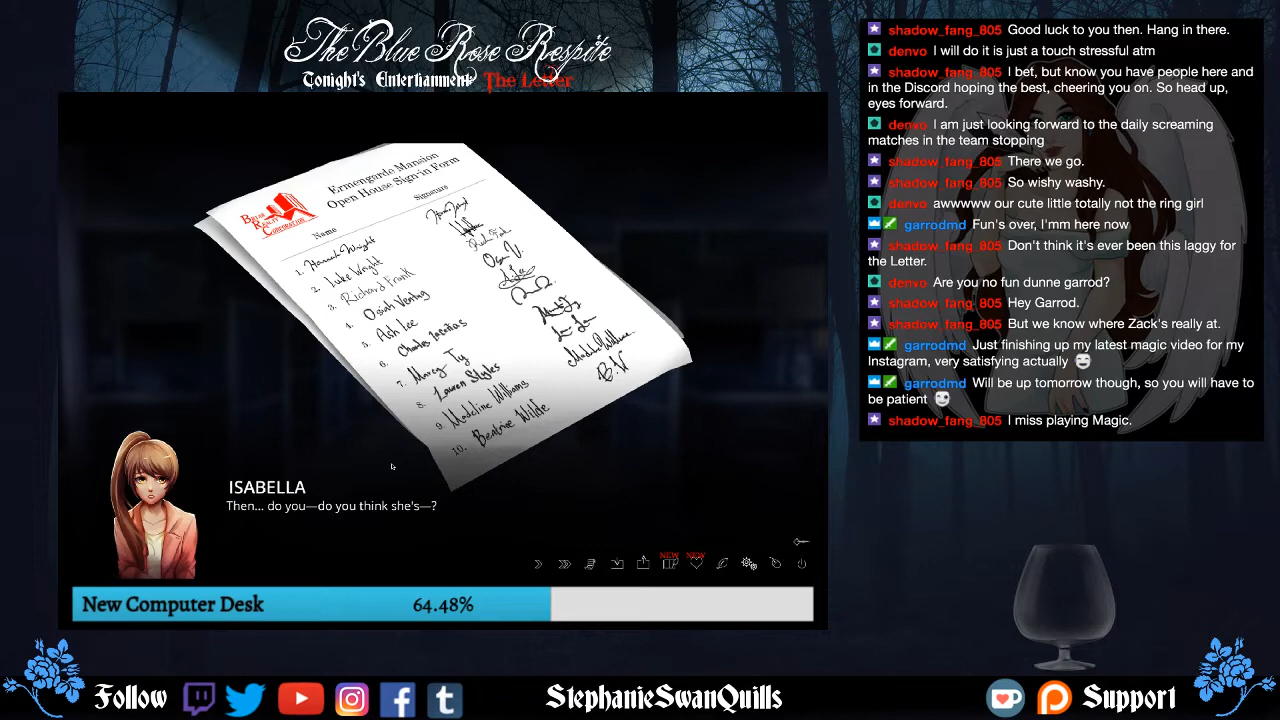 The Blue Rose Respite
Tonight's Entertainment: The Letter
Ermengarde Mansion
Open House Sign-in Form
Name
Signature
Realty
Corporation
1. Hannah Wright
2. Luke Wright
3. Richard Frank
4.
5. Ash Lee
6. Charles
7. Marcy Ty
8. Lauren Styles
9. Madeline Williams
10. Beatrice Wilde
B.W
ISABELLA
Then... do you—do you think she's—?
NEW NEW
New Computer Desk 64.48%
shadow_fang_805 Good luck to you then. Hang in there.
denvo I will do it is just a touch stressful atm
shadow_fang_805 I bet, but know you have people here and
in the Discord hoping the best, cheering you on. So head up,
eyes forward.
denvo I am just looking forward to the daily screaming
matches in the team stopping
shadow_fang_805 There we go.
shadow_fang_805 So wishy washy.
denvo awwwww our cute little totally not the ring girl
garrodmd Fun's over, I'mm here now
shadow_fang_805 Don't think it's ever been this laggy for
the Letter.
denvo Are you no fun dunne garrod?
shadow_fang_805 Hey Garrod.
shadow_fang_805 But we know where Zack's really at.
garrodmd Just finishing up my latest magic video for my
Instagram, very satisfying actually
garrodmd Will be up tomorrow though, so you will have to
be patient
shadow_fang_805 I miss playing Magic.
Follow StephanieSwanQuills Support